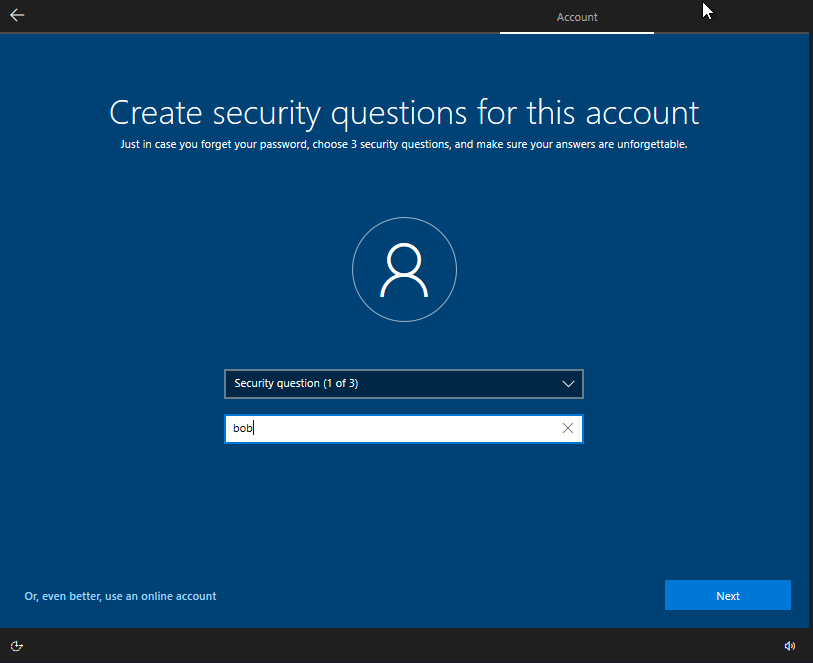 Account
Create security questions for this account
Just in case you forget your password, choose 3 security questions, and make sure your answers are unforgettable.
Security question (1 of 3)
bob
Or, even better, use an online account
Next